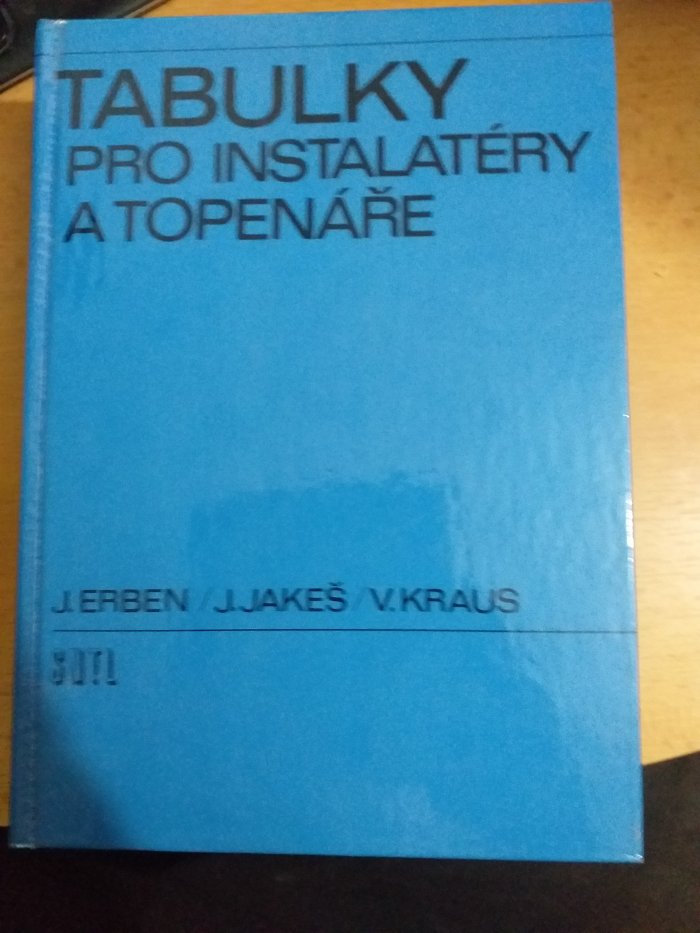 TABULKY
PRO INSTALATÉRY
A TOPENÁŘE
J. ERBEN / J. JAKEŠ / V. KRAUS
SNTL